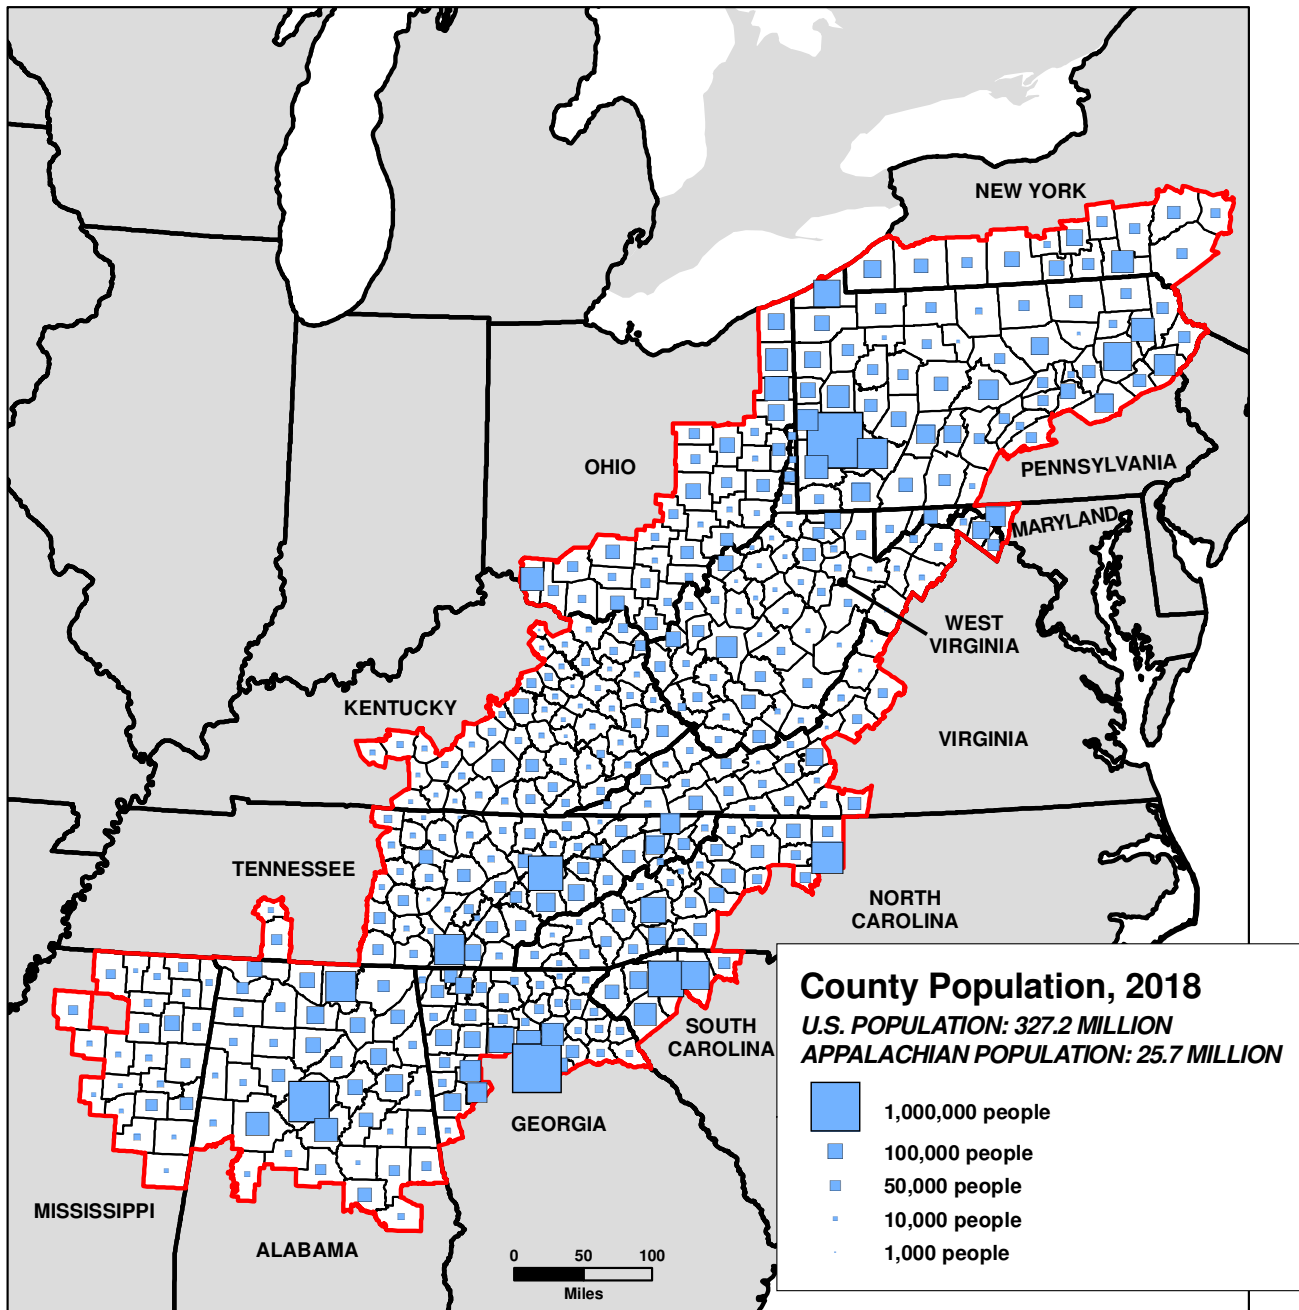 NEW YORK
OHIO
PENNSYLVANIA
MARYLAND
WEST
VIRGINIA
KENTUCKY
VIRGINIA
TENNESSEE
NORTH
CAROLINA
SOUTH
CAROLINA
GEORGIA
MISSISSIPPI
ALABAMA
County Population, 2018
U.S. POPULATION: 327.2 MILLION
APPALACHIAN POPULATION: 25.7 MILLION
1,000,000 people
100,000 people
50,000 people
10,000 people
1,000 people
0 50 100
Miles